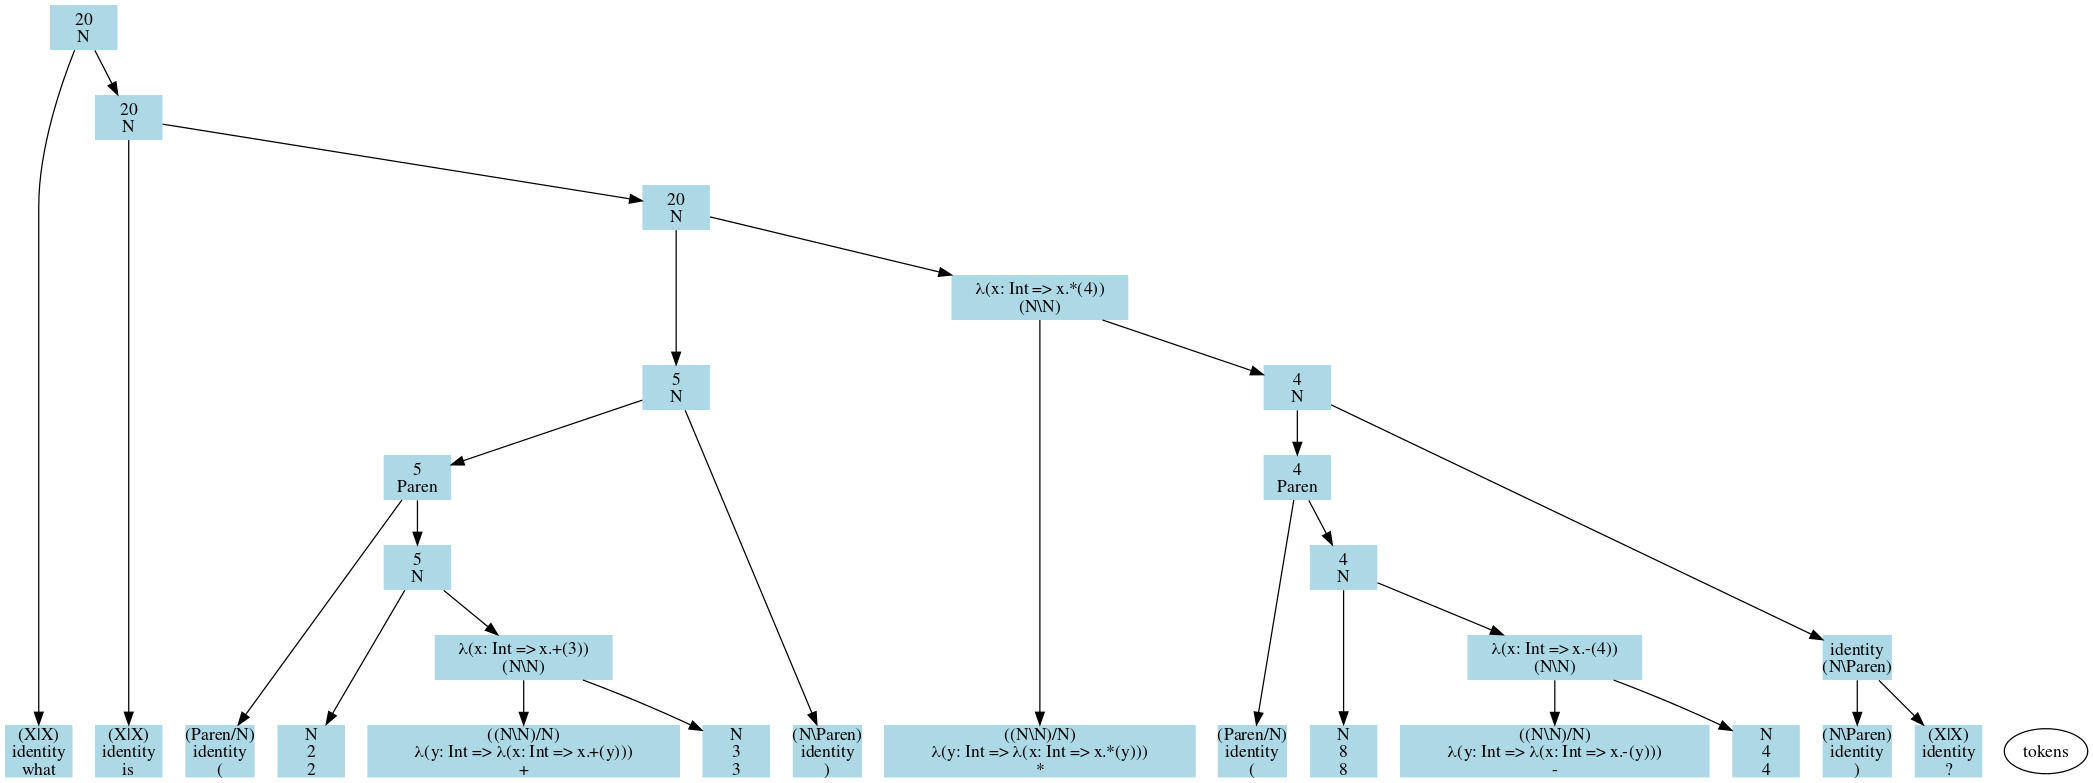 20
N
20
N
20
N
λ(x: Int => x.*(4))
(N\N)
5
N
4
N
5
Paren
4
Paren
5
N
4
N
λ(x: Int => x.+(3))
(N\N)
λ(x: Int => x.-(4))
(N\N)
identity
(N\Paren)
(X|X)
identity
what
(X|X)
identity
is
(Paren/N)
identity
(
N
2
2
((N\N)/N)
λ(y: Int => λ(x: Int => x.+(y)))
+
N
3
3
(N\Paren)
identity
)
((N\N)/N)
λ(y: Int => λ(x: Int => x.*(y)))
*
(Paren/N)
identity
(
N
8
8
((N\N)/N)
λ(y: Int => λ(x: Int => x.-(y)))
-
N
4
4
(N\Paren)
identity
)
(X|X)
identity
?
tokens